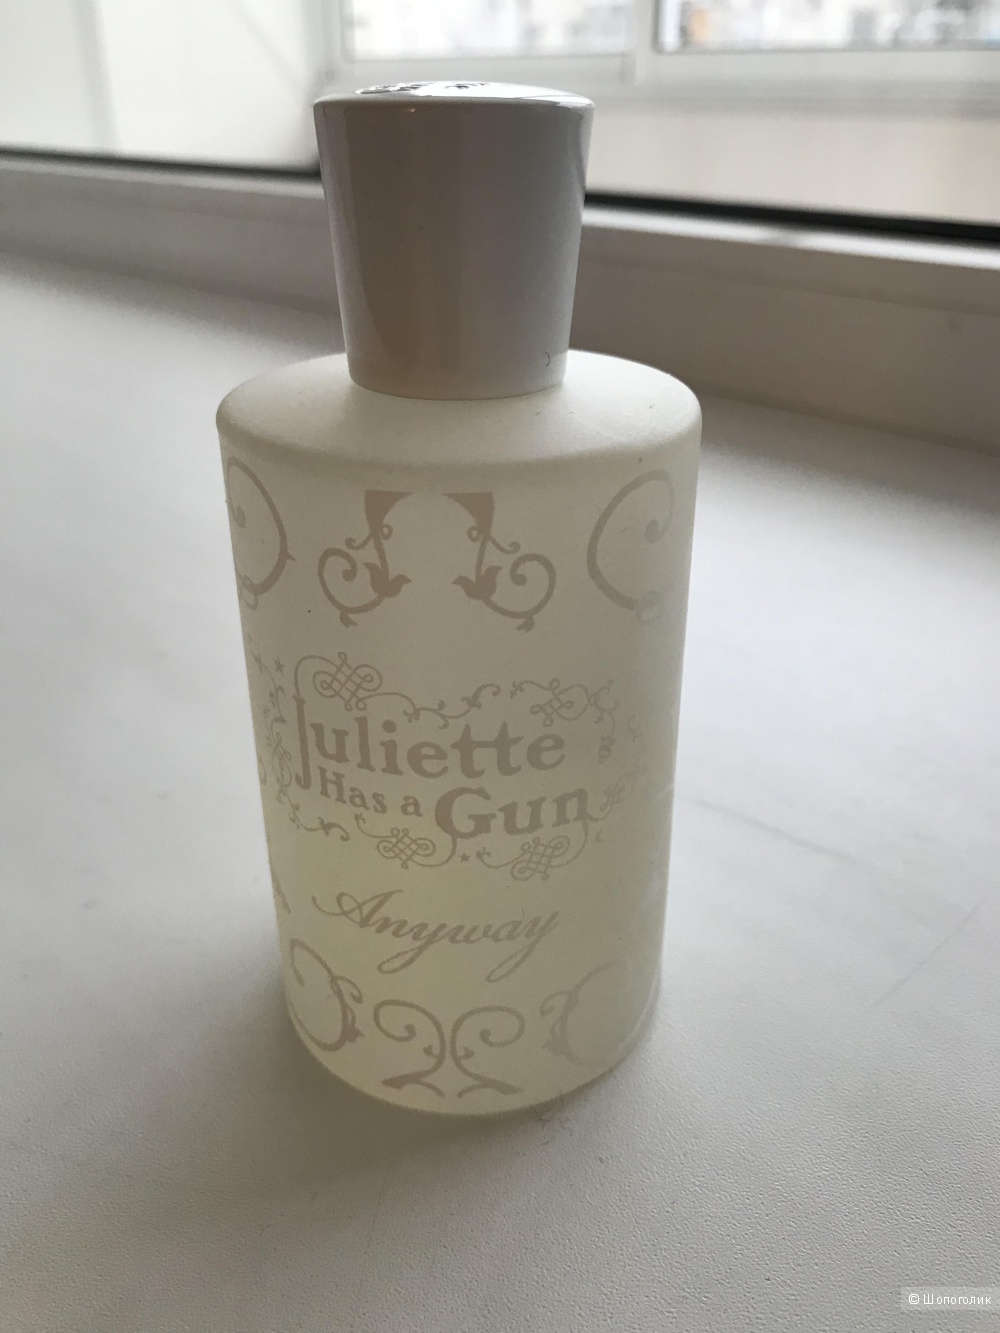 Juliette
Has a Gun
Anyway
© Шопоголик